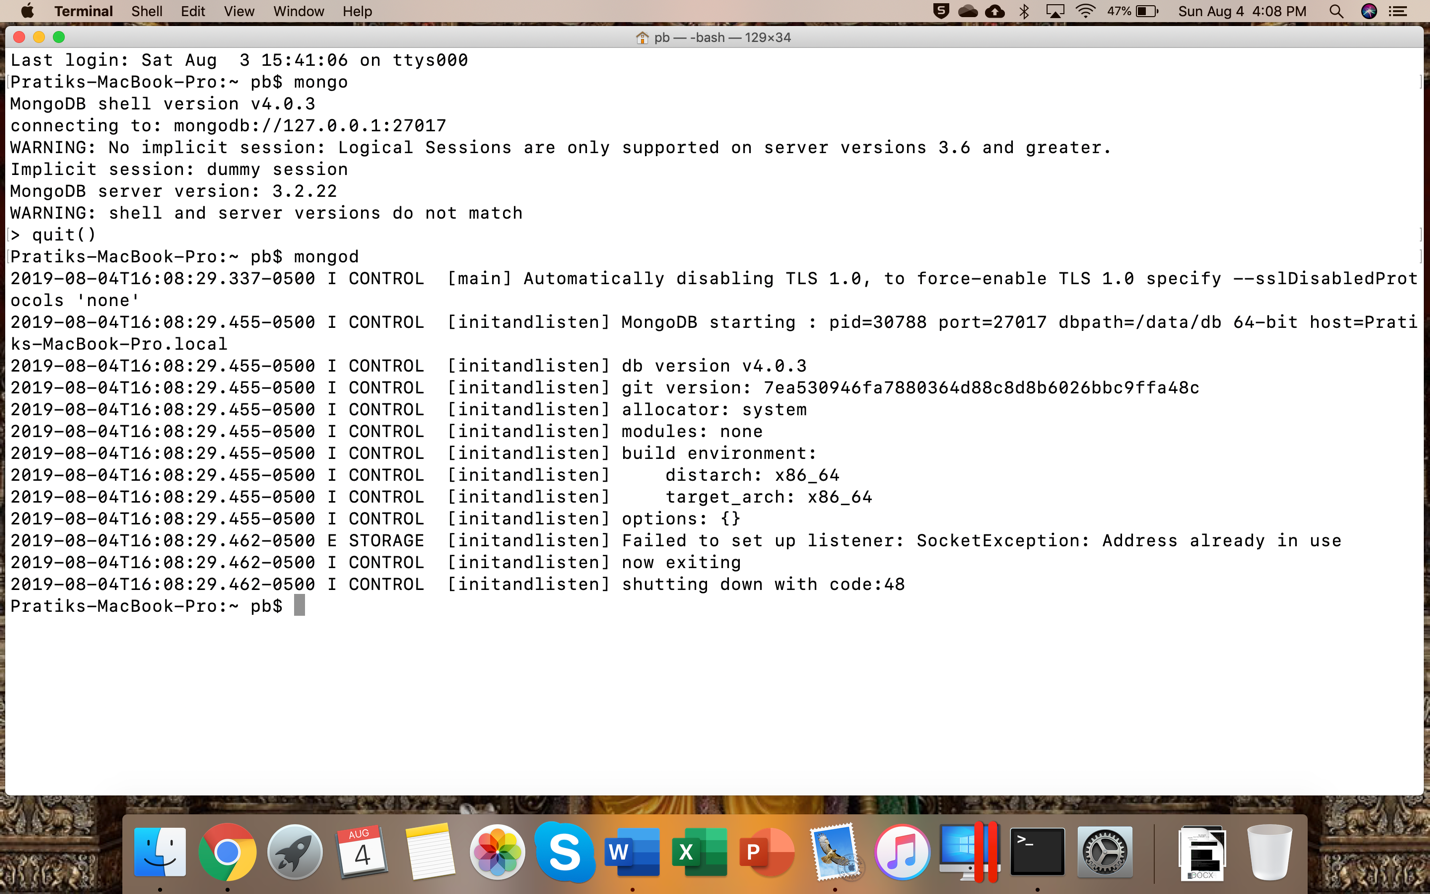 Terminal Shell Edit View Window Help 47% Sun Aug 4 4:08 PM
pb — -bash — 129×34
Last login: Sat Aug  3 15:41:06 on ttys000
Pratiks-MacBook-Pro:~ pb$ mongo
MongoDB shell version v4.0.3
connecting to: mongodb://127.0.0.1:27017
WARNING: No implicit session: Logical Sessions are only supported on server versions 3.6 and greater.
Implicit session: dummy session
MongoDB server version: 3.2.22
WARNING: shell and server versions do not match
> quit()
Pratiks-MacBook-Pro:~ pb$ mongod
2019-08-04T16:08:29.337-0500 I CONTROL  [main] Automatically disabling TLS 1.0, to force-enable TLS 1.0 specify --sslDisabledProt
ocols 'none'
2019-08-04T16:08:29.455-0500 I CONTROL  [initandlisten] MongoDB starting : pid=30788 port=27017 dbpath=/data/db 64-bit host=Prati
ks-MacBook-Pro.local
2019-08-04T16:08:29.455-0500 I CONTROL  [initandlisten] db version v4.0.3
2019-08-04T16:08:29.455-0500 I CONTROL  [initandlisten] git version: 7ea530946fa7880364d88c8d8b6026bbc9ffa48c
2019-08-04T16:08:29.455-0500 I CONTROL  [initandlisten] allocator: system
2019-08-04T16:08:29.455-0500 I CONTROL  [initandlisten] modules: none
2019-08-04T16:08:29.455-0500 I CONTROL  [initandlisten] build environment:
2019-08-04T16:08:29.455-0500 I CONTROL  [initandlisten]     distarch: x86_64
2019-08-04T16:08:29.455-0500 I CONTROL  [initandlisten]     target_arch: x86_64
2019-08-04T16:08:29.455-0500 I CONTROL  [initandlisten] options: {}
2019-08-04T16:08:29.462-0500 E STORAGE  [initandlisten] Failed to set up listener: SocketException: Address already in use
2019-08-04T16:08:29.462-0500 I CONTROL  [initandlisten] now exiting
2019-08-04T16:08:29.462-0500 I CONTROL  [initandlisten] shutting down with code:48
Pratiks-MacBook-Pro:~ pb$
AUG
4
S W X P >_
DOCX